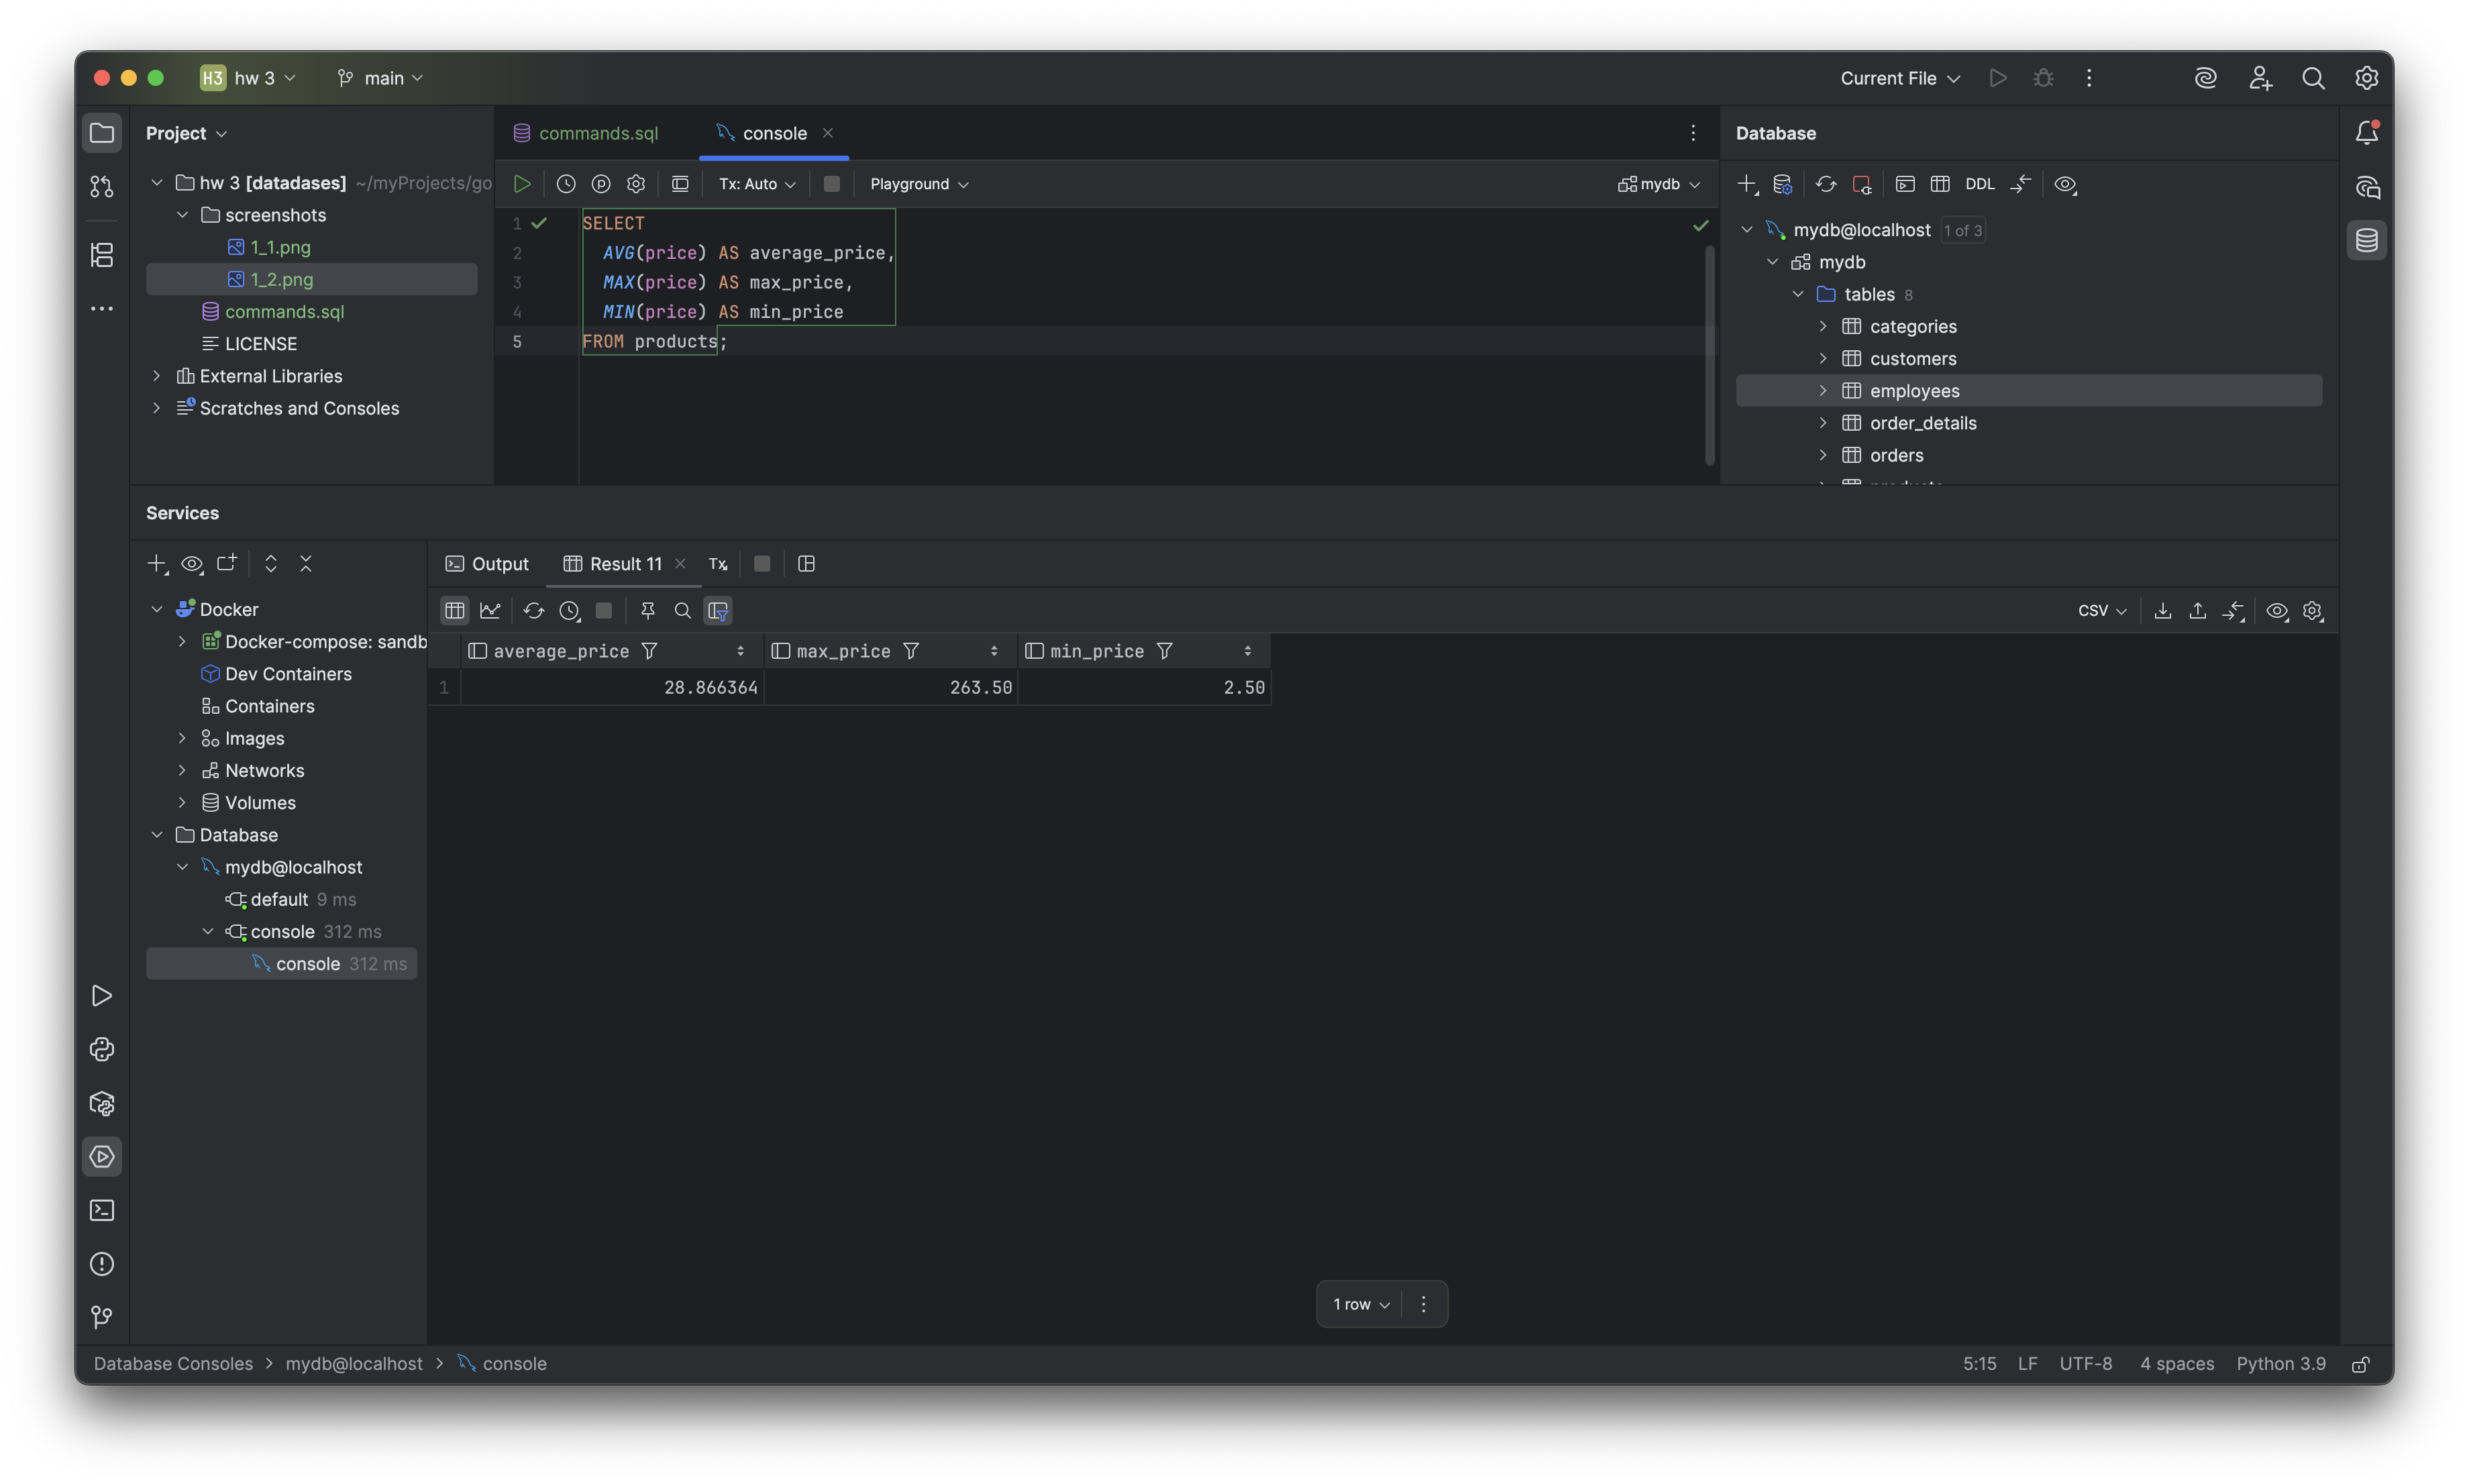 H3 hw 3 main Current File
Project
hw 3 [datadases] ~/myProjects/go
screenshots
1_1.png
1_2.png
commands.sql
LICENSE
External Libraries
Scratches and Consoles
commands.sql console
Tx: Auto Playground mydb
1 SELECT
2 AVG(price) AS average_price,
3 MAX(price) AS max_price,
4 MIN(price) AS min_price
5 FROM products;
Database
DDL
mydb@localhost 1 of 3
mydb
tables 8
categories
customers
employees
order_details
orders
Services
Docker
Docker-compose: sandb
Dev Containers
Containers
Images
Networks
Volumes
Database
mydb@localhost
default 9 ms
console 312 ms
console 312 ms
Output Result 11 Tx
CSV
average_price max_price min_price
1 28.866364 263.50 2.50
1 row
Database Consoles mydb@localhost console
5:15 LF UTF-8 4 spaces Python 3.9